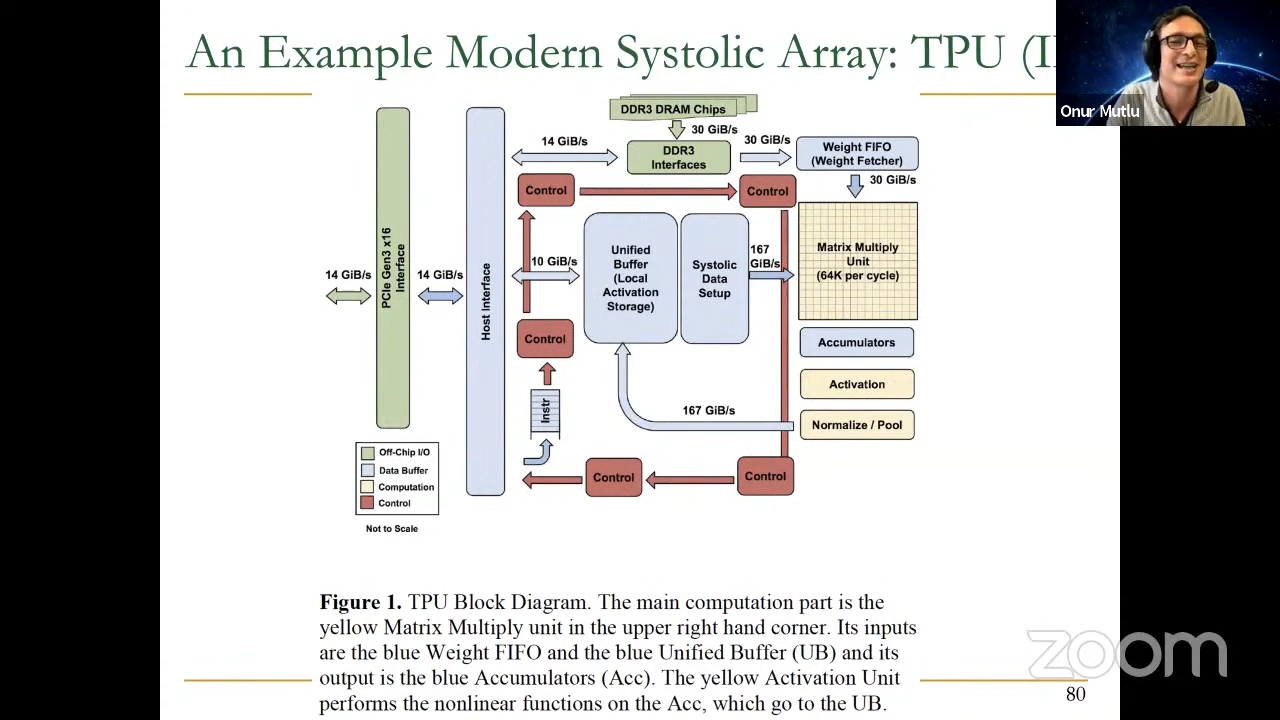 An Example Modern Systolic Array: TPU (I
Onur Mutlu
DDR3 DRAM Chips
30 GiB/s
14 GiB/s
DDR3
Interfaces
30 GiB/s
Weight FIFO
(Weight Fetcher)
30 GiB/s
Control
Control
PCIe Gen3 x16
Interface
Host Interface
14 GiB/s
14 GiB/s
10 GiB/s
Unified
Buffer
(Local
Activation
Storage)
Systolic
Data
Setup
167
GiB/s
Matrix Multiply
Unit
(64K per cycle)
Control
Accumulators
Activation
Instr
167 GiB/s
Normalize / Pool
Control
Control
Off-Chip I/O
Data Buffer
Computation
Control
Not to Scale
Figure 1. TPU Block Diagram. The main computation part is the
yellow Matrix Multiply unit in the upper right hand corner. Its inputs
are the blue Weight FIFO and the blue Unified Buffer (UB) and its
output is the blue Accumulators (Acc). The yellow Activation Unit
performs the nonlinear functions on the Acc, which go to the UB.
zoom
80